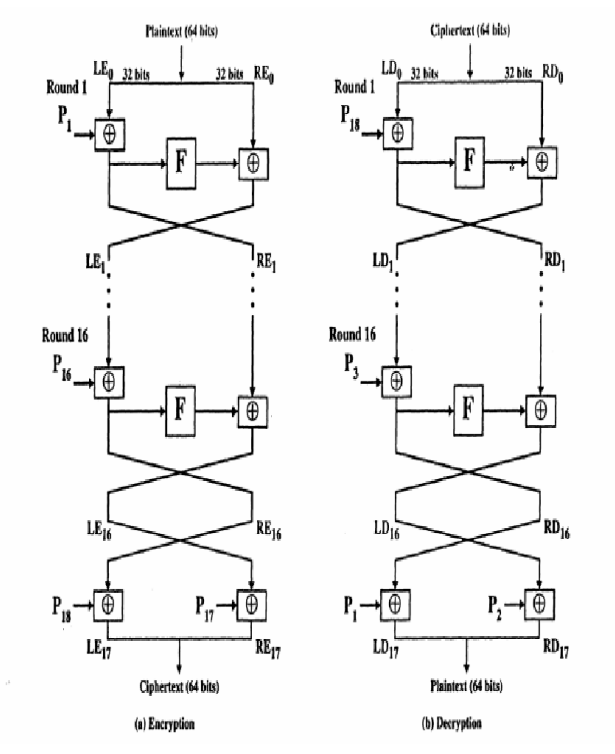 Plaintext (64 bits)
LE0 32 bits 32 bits RE0
Round 1
P1
⊕
F
⊕
LE1 RE1
Round 16
P16
⊕
F
⊕
LE16 RE16
P18
⊕
P17
⊕
LE17 RE17
Ciphertext (64 bits)
(a) Encryption
Ciphertext (64 bits)
LD0 32 bits 32 bits RD0
Round 1
P18
⊕
F
⊕
LD1 RD1
Round 16
P3
⊕
F
⊕
LD16 RD16
P1
⊕
P2
⊕
LD17 RD17
Plaintext (64 bits)
(b) Decryption